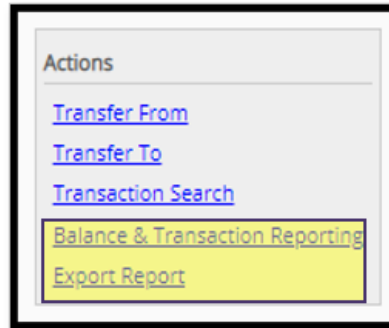 Actions
Transfer From
Transfer To
Transaction Search
Balance & Transaction Reporting
Export Report